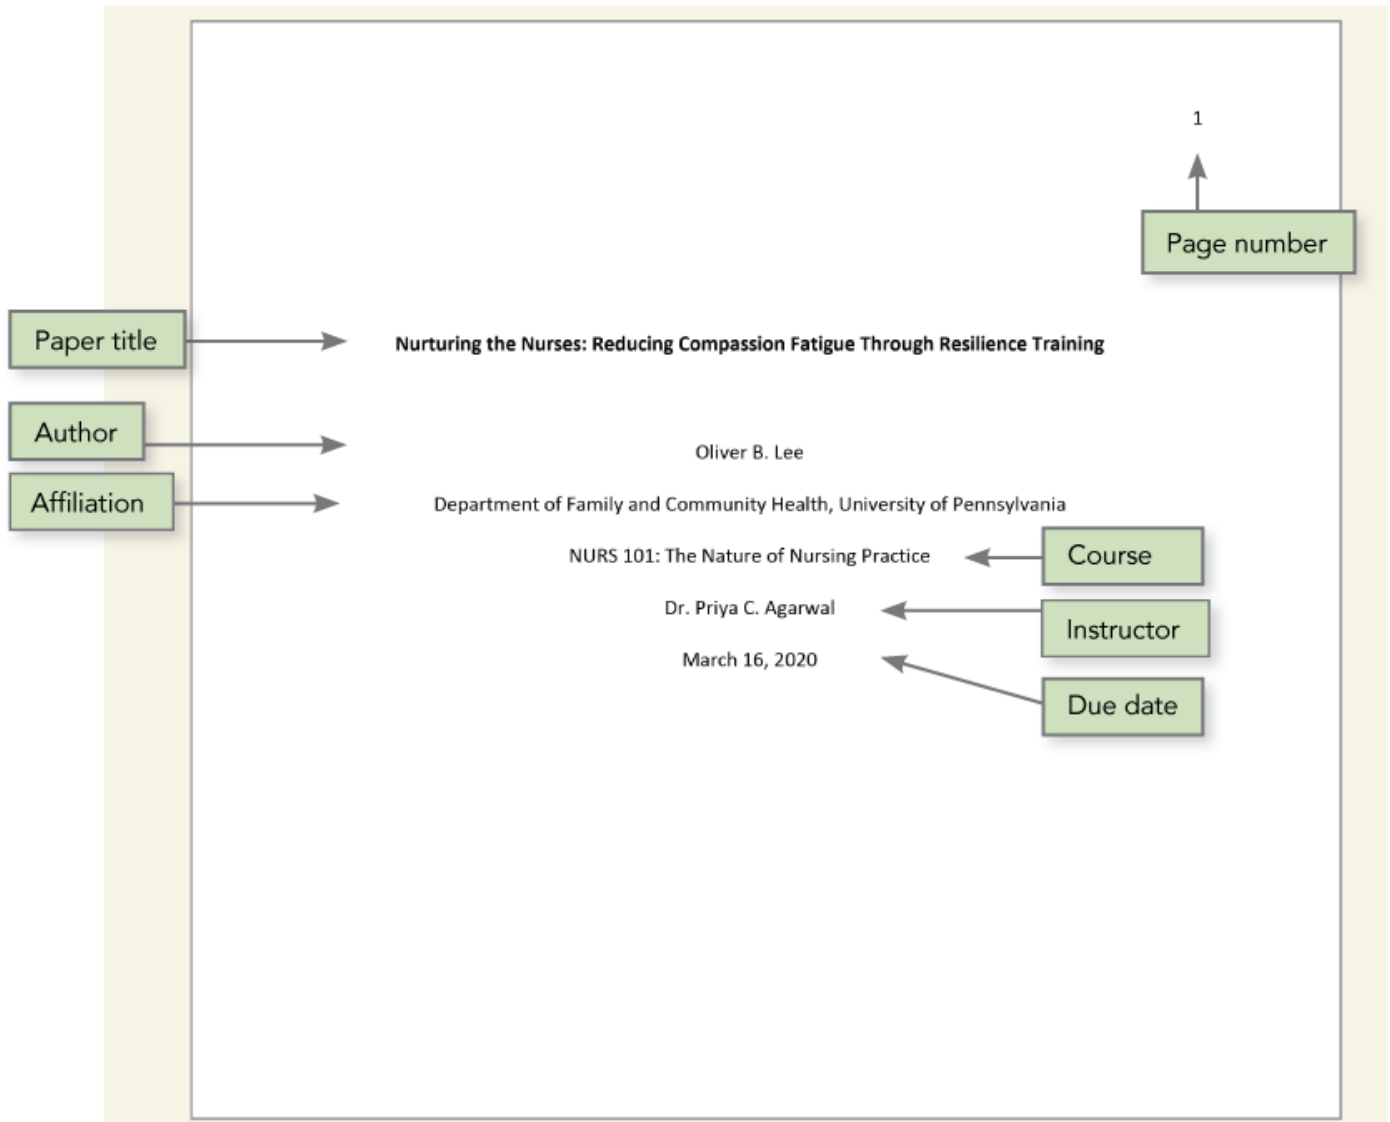 1
Page number
Paper title
Nurturing the Nurses: Reducing Compassion Fatigue Through Resilience Training
Author
Oliver B. Lee
Affiliation
Department of Family and Community Health, University of Pennsylvania
NURS 101: The Nature of Nursing Practice
Course
Dr. Priya C. Agarwal
Instructor
March 16, 2020
Due date